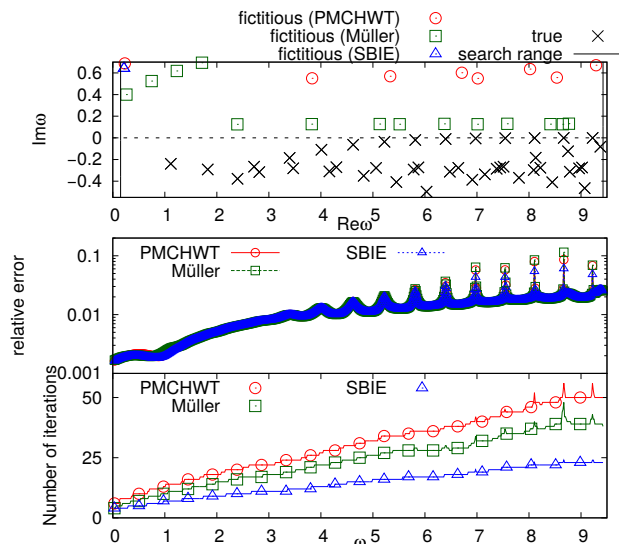 fictitious (PMCHWT)
fictitious (Müller) true
fictitious (SBIE) search range
0.6
0.4
0.2
0
−0.2
−0.4
Imω
0 1 2 3 4 5 6 7 8 9
Reω
PMCHWT SBIE
Müller
0.1
0.01
0.001
relative error
PMCHWT SBIE
Müller
50
25
0
Number of iterations
0 1 2 3 4 5 6 7 8 9
ω